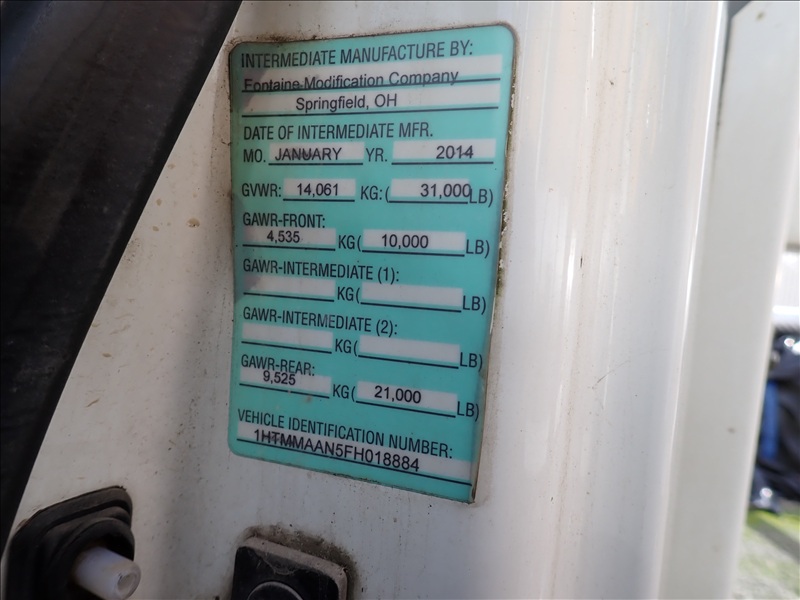 INTERMEDIATE MANUFACTURE BY:
Fontaine Modification Company
Springfield, OH
DATE OF INTERMEDIATE MFR.
MO. JANUARY YR. 2014
GVWR: 14,061 KG: ( 31,000 LB)
GAWR-FRONT:
4,535 KG( 10,000 LB)
GAWR-INTERMEDIATE (1):
KG( LB)
GAWR-INTERMEDIATE (2):
KG( LB)
GAWR-REAR:
9,525 KG( 21,000 LB)
VEHICLE IDENTIFICATION NUMBER:
1HTMMAAN5FH018884